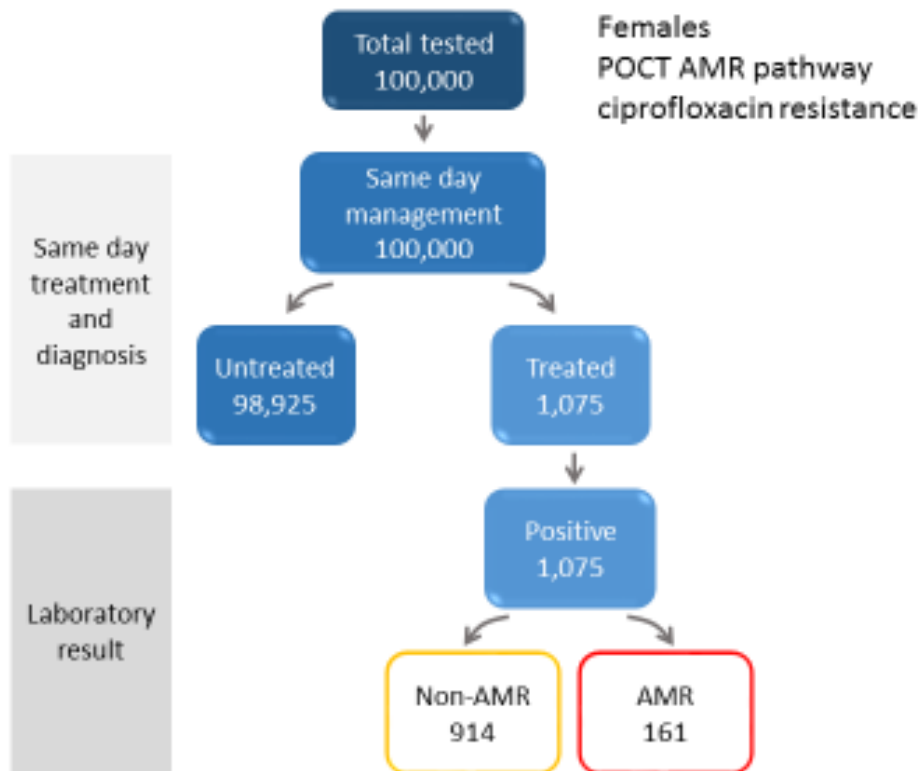 Total tested
100,000
Females
POCT AMR pathway
ciprofloxacin resistance
Same day
management
100,000
Same day
treatment
and
diagnosis
Untreated
98,925
Treated
1,075
Positive
1,075
Laboratory
result
Non-AMR
914
AMR
161